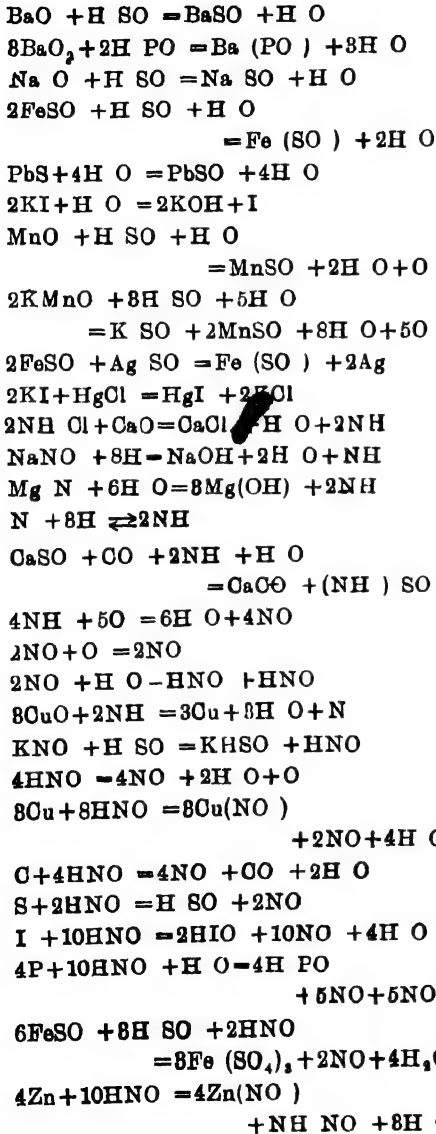 BaO +H SO =BaSO +H O
8BaO₂+2H PO =Ba (PO ) +3H O
Na O +H SO =Na SO +H O
2FeSO +H SO +H O
=Fe (SO ) +2H O
PbS+4H O =PbSO +4H O
2KI+H O =2KOH+I
MnO +H SO +H O
=MnSO +2H O+O
2KMnO +8H SO +5H O
=K SO +2MnSO +8H O+5O
2FeSO +Ag SO =Fe (SO ) +2Ag
2KI+HgCl =HgI +2KCl
2NH Cl+CaO=CaCl +H O+2NH
NaNO +8H=NaOH+2H O+NH
Mg N +6H O=8Mg(OH) +2NH
N +8H ⇄2NH
CaSO +CO +2NH +H O
=CaCO +(NH ) SO
4NH +5O =6H O+4NO
2NO+O =2NO
2NO +H O-HNO +HNO
8CuO+2NH =3Cu+3H O+N
KNO +H SO =KHSO +HNO
4HNO =4NO +2H O+O
8Cu+8HNO =8Cu(NO )
+2NO+4H O
C+4HNO =4NO +CO +2H O
S+2HNO =H SO +2NO
I +10HNO =2HIO +10NO +4H O
4P+10HNO +H O-4H PO
+5NO+5NO
6FeSO +8H SO +2HNO
=8Fe (SO₄)₃+2NO+4H₂O
4Zn+10HNO =4Zn(NO )
+NH NO +8H O